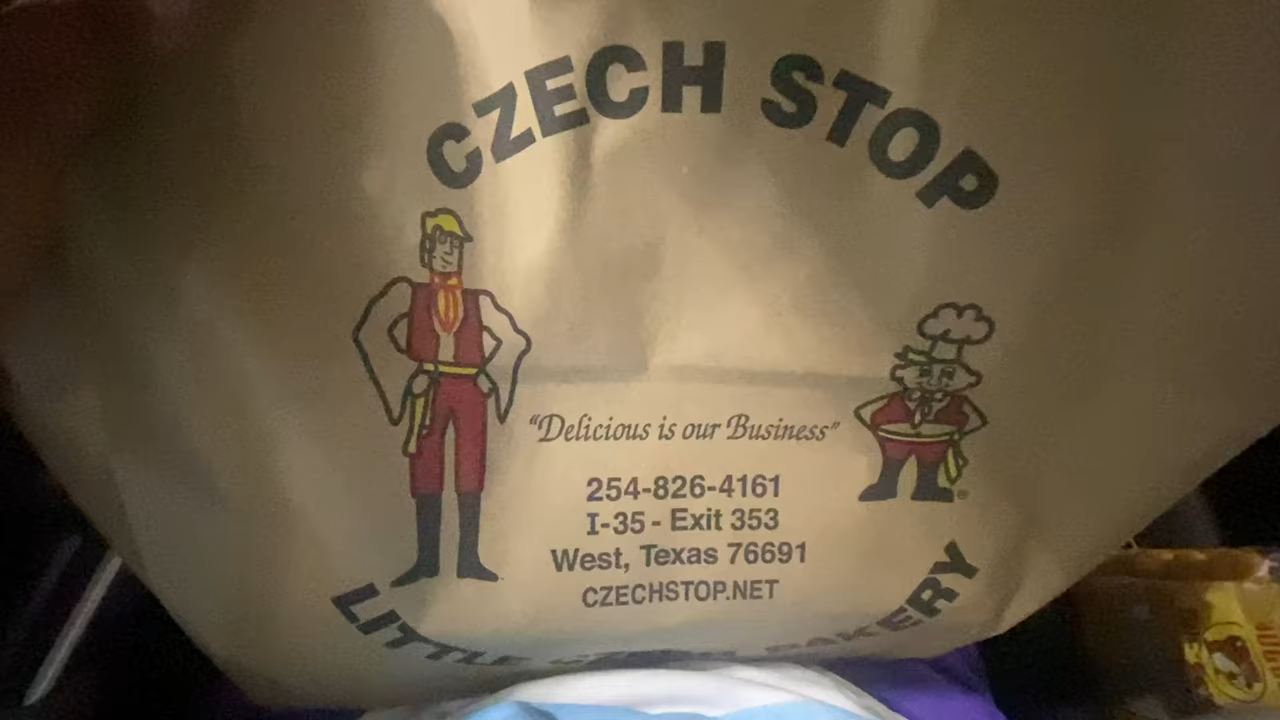 CZECH STOP
"Delicious is our Business"
254-826-4161
I-35 - Exit 353
West, Texas 76691
CZECHSTOP.NET
LITTLE CZECH BAKERY
®